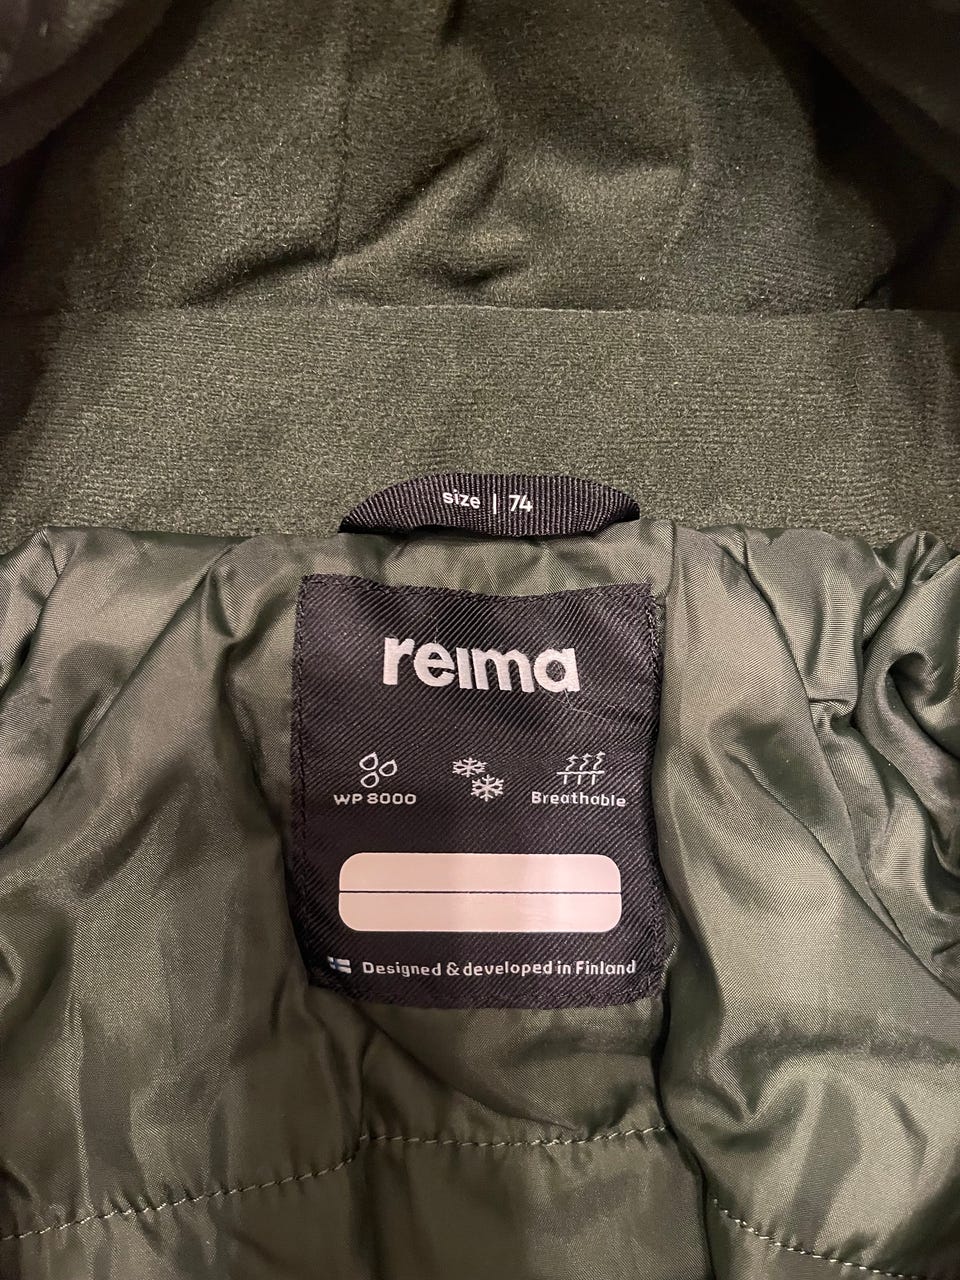 size | 74
reima
WP 8000
Breathable
Designed & developed in Finland